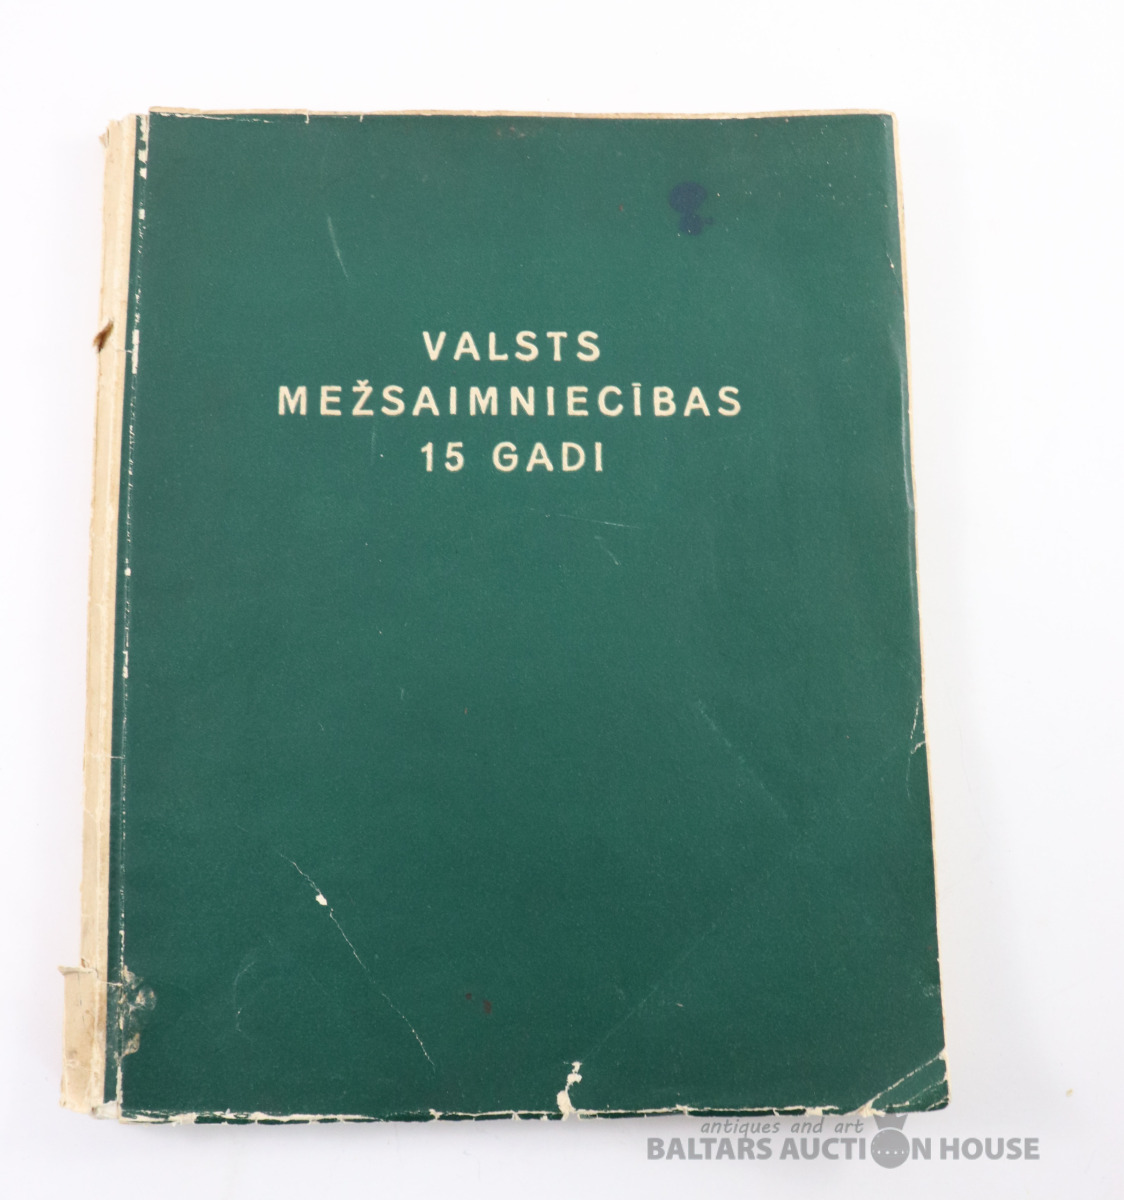 VALSTS
MEŽSAIMNIECĪBAS
15 GADI
antiques and art
BALTARS AUCTION HOUSE